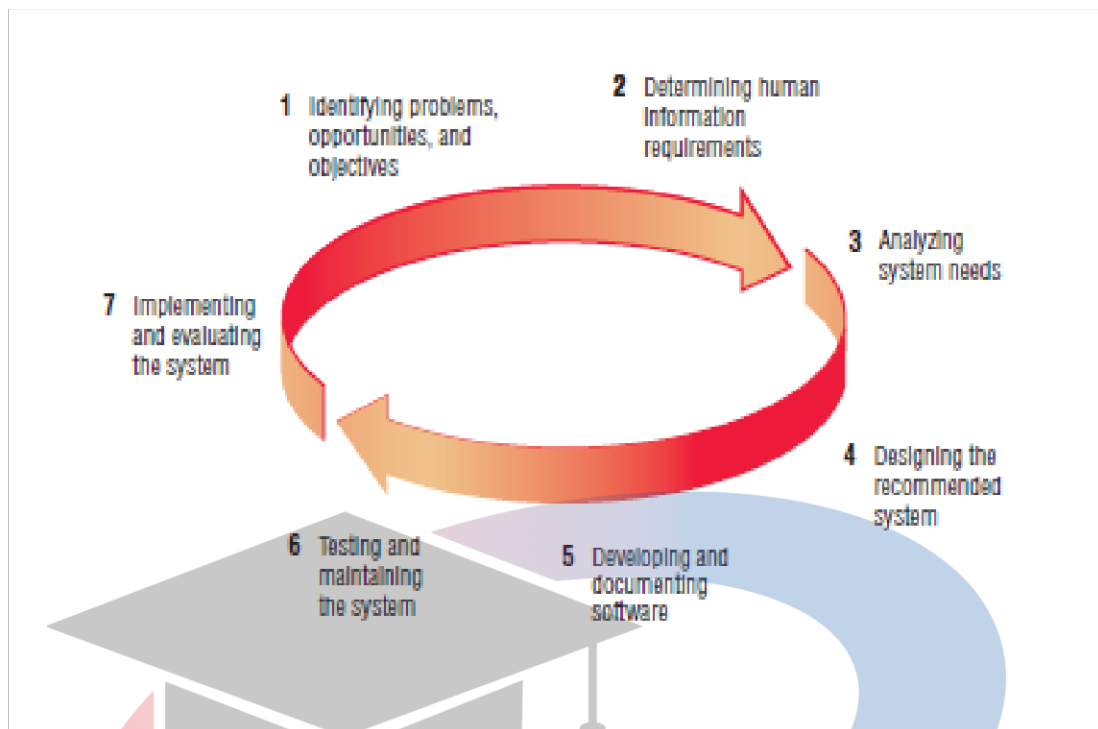 1 Identifying problems,
opportunities, and
objectives
2 Determining human
information
requirements
3 Analyzing
system needs
4 Designing the
recommended
system
5 Developing and
documenting
software
6 Testing and
maintaining
the system
7 Implementing
and evaluating
the system